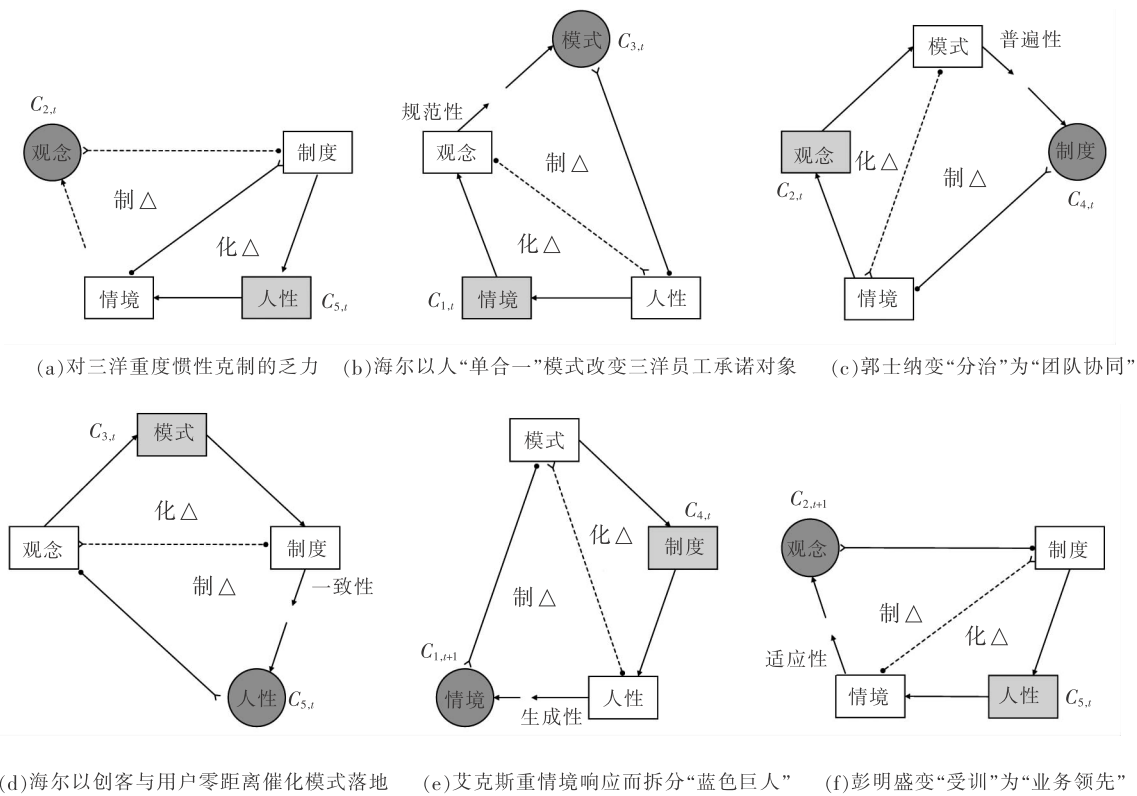 C2,t
观念
制度
制△
化△
情境
人性
C5,t
(a)对三洋重度惯性克制的乏力
模式
C3,t
规范性
观念
制△
化△
C1,t
情境
人性
(b)海尔以人“单合一”模式改变三洋员工承诺对象
模式
普遍性
观念
化△
制度
C2,t
制△
C4,t
情境
(c)郭士纳变“分治”为“团队协同”
C3,t
模式
化△
观念
制度
制△
一致性
人性
C5,t
(d)海尔以创客与用户零距离催化模式落地
模式
C4,t
化△
制度
制△
C1,t+1
情境
人性
生成性
(e)艾克斯重情境响应而拆分“蓝色巨人”
C2,t+1
观念
制度
制△
化△
适应性
情境
人性
C5,t
(f)彭明盛变“受训”为“业务领先”